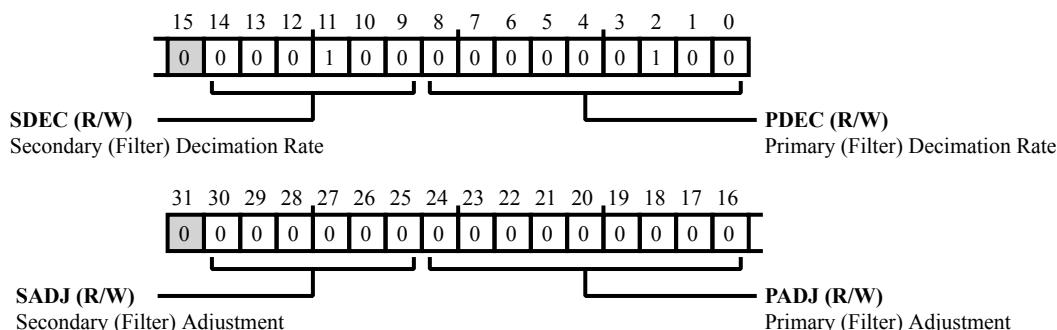 15 14 13 12 11 10 9 8 7 6 5 4 3 2 1 0
0 0 0 0 1 0 0 0 0 0 0 0 0 1 0 0
SDEC (R/W)
Secondary (Filter) Decimation Rate
PDEC (R/W)
Primary (Filter) Decimation Rate
31 30 29 28 27 26 25 24 23 22 21 20 19 18 17 16
0 0 0 0 0 0 0 0 0 0 0 0 0 0 0 0
SADJ (R/W)
Secondary (Filter) Adjustment
PADJ (R/W)
Primary (Filter) Adjustment